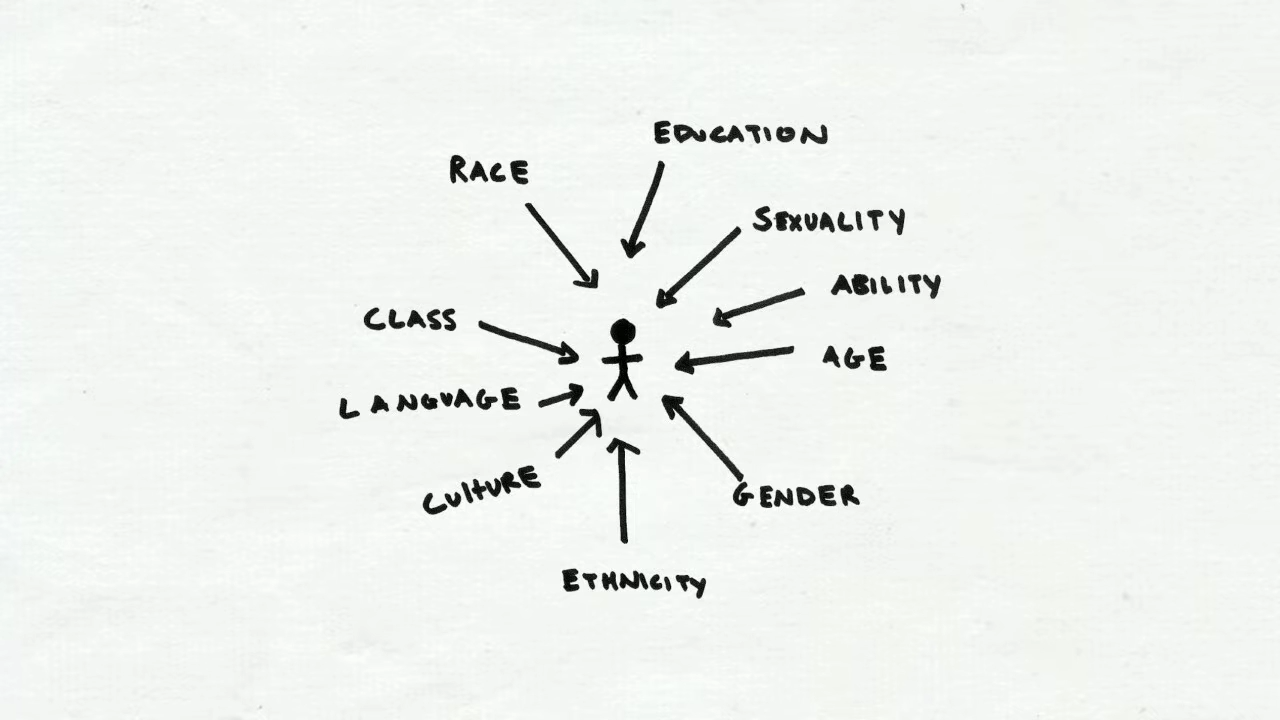 EDUCATION
RACE
SEXUALITY
ABILITY
CLASS
AGE
LANGUAGE
CULTURE
GENDER
ETHNICITY